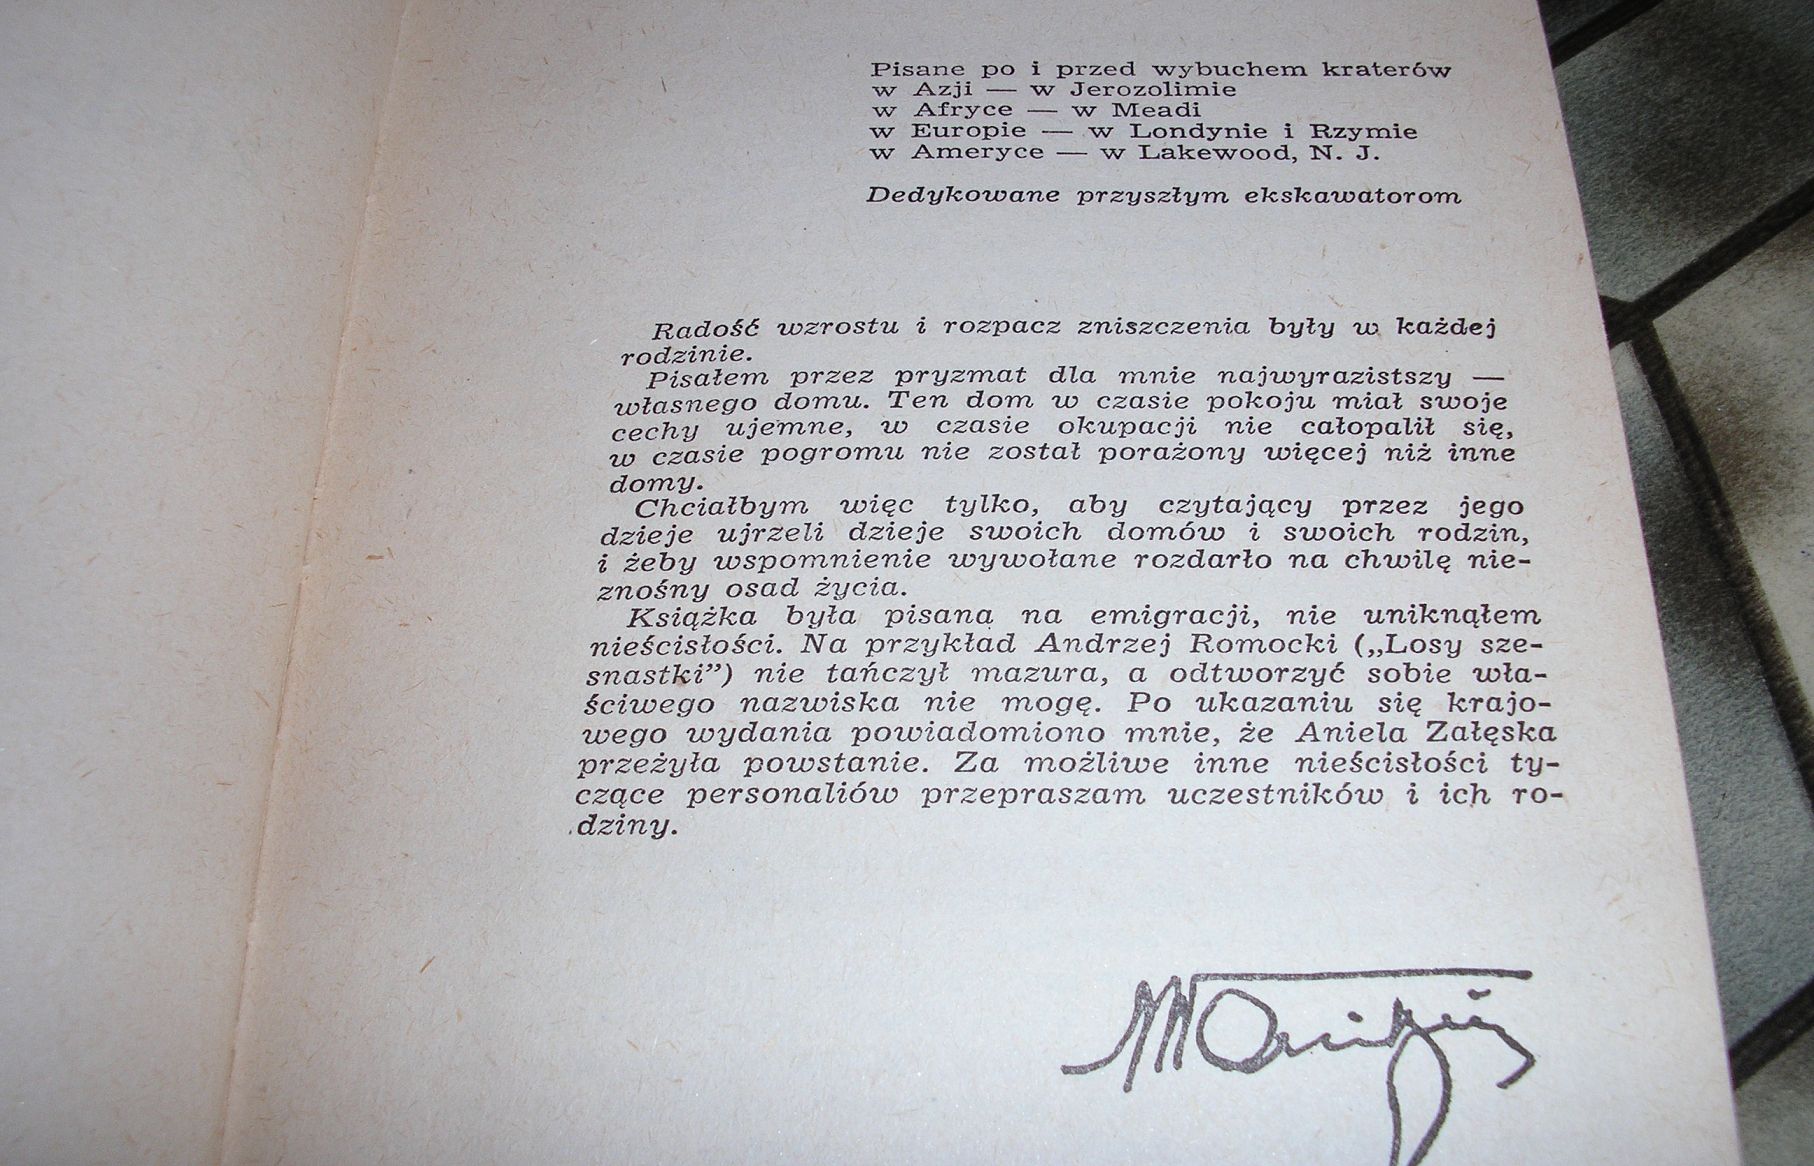 Pisane po i przed wybuchem kraterów
w Azji — w Jerozolimie
w Afryce — w Meadi
w Europie — w Londynie i Rzymie
w Ameryce — w Lakewood, N. J.
Dedykowane przyszłym ekskawatorom
Radość wzrostu i rozpacz zniszczenia były w każdej
rodzinie.
Pisałem przez pryzmat dla mnie najwyrazistszy —
własnego domu. Ten dom w czasie pokoju miał swoje
cechy ujemne, w czasie okupacji nie całopalił się,
w czasie pogromu nie został porażony więcej niż inne
domy.
Chciałbym więc tylko, aby czytający przez jego
dzieje ujrzeli dzieje swoich domów i swoich rodzin,
i żeby wspomnienie wywołane rozdarło na chwilę nie-
znośny osad życia.
Książka była pisana na emigracji, nie uniknąłem
nieścisłości. Na przykład Andrzej Romocki („Losy sze-
snastki”) nie tańczył mazura, a odtworzyć sobie wła-
ściwego nazwiska nie mogę. Po ukazaniu się krajo-
wego wydania powiadomiono mnie, że Aniela Załęska
przeżyła powstanie. Za możliwe inne nieścisłości ty-
czące personaliów przepraszam uczestników i ich ro-
dziny.